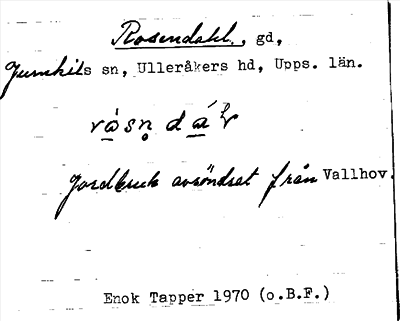 Rosendahl., gd,
Jumkils sn, Ulleråkers hd, Upps. län.
Jordbruk avsöndrat från Vallhov.
Enok Tapper 1970 (o.B.F.)